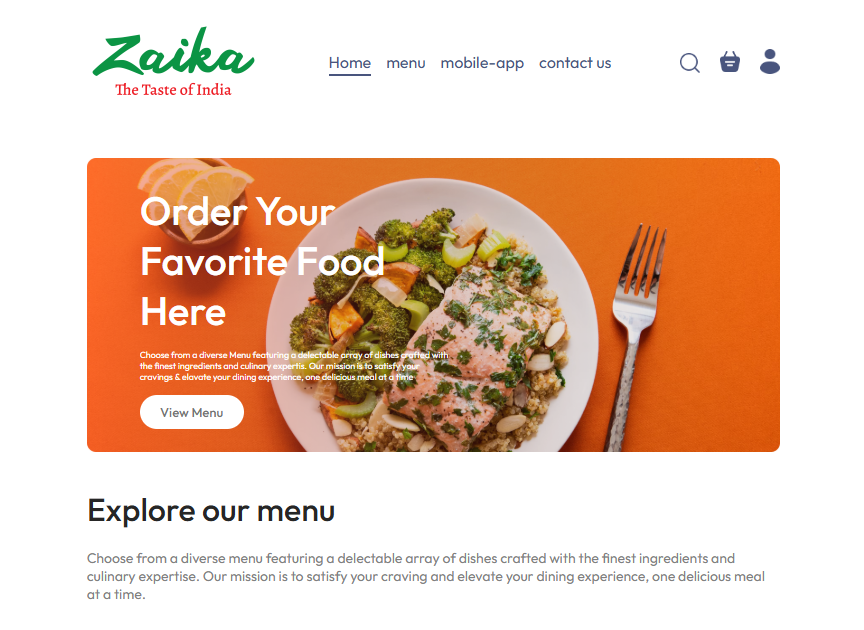 Zaika
The Taste of India
Home menu mobile-app contact us
Order Your
Favorite Food
Here
Choose from a diverse Menu featuring a delectable array of dishes crafted with
the finest ingredients and culinary expertis. Our mission is to satisfy your
cravings & elavate your dining experience, one delicious meal at a time
View Menu
Explore our menu
Choose from a diverse menu featuring a delectable array of dishes crafted with the finest ingredients and
culinary expertise. Our mission is to satisfy your craving and elevate your dining experience, one delicious meal
at a time.